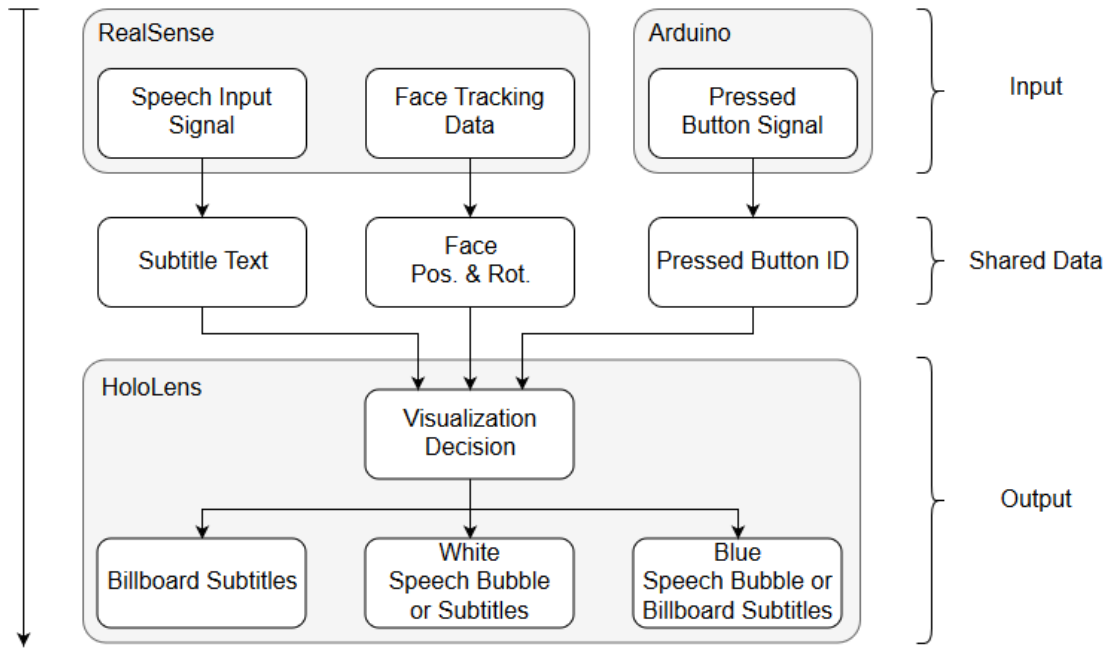 RealSense
Arduino
Speech Input
Signal
Face Tracking
Data
Pressed
Button Signal
Input
Subtitle Text
Face
Pos. & Rot.
Pressed Button ID
Shared Data
HoloLens
Visualization
Decision
Output
Billboard Subtitles
White
Speech Bubble
or Subtitles
Blue
Speech Bubble or
Billboard Subtitles